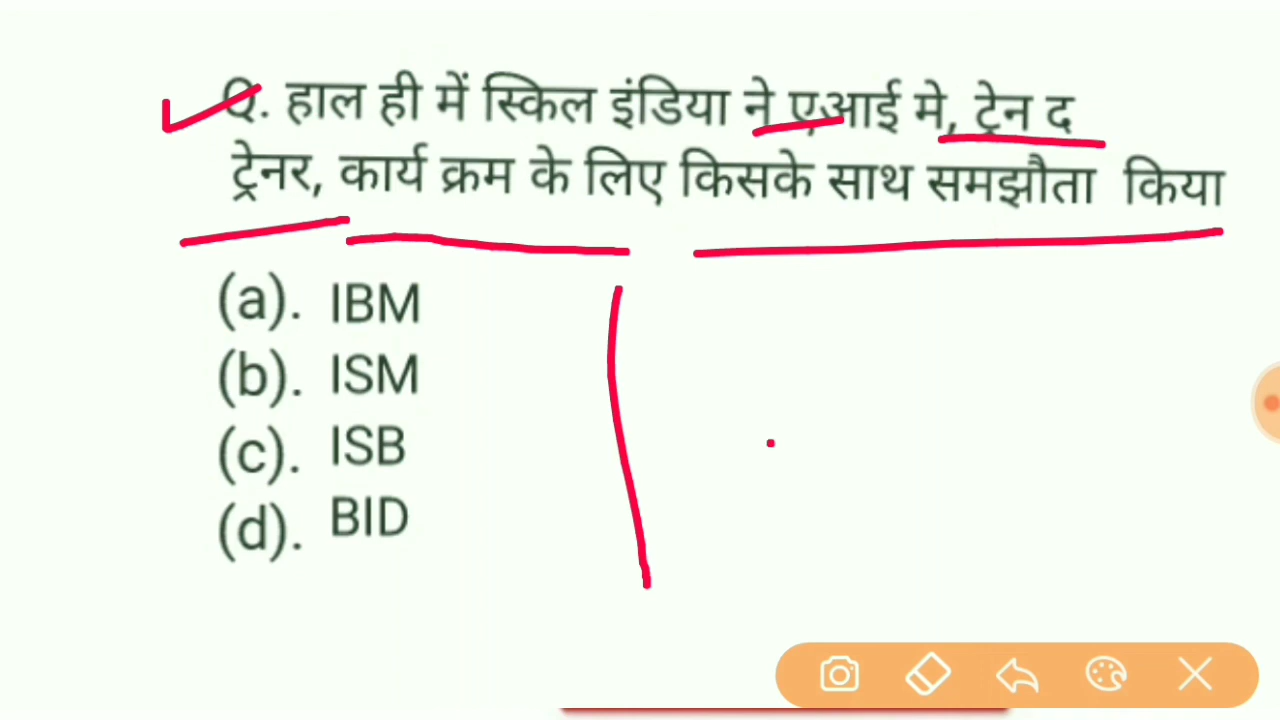 Q. हाल ही में स्किल इंडिया ने एआई मे, ट्रेन द
ट्रेनर, कार्य क्रम के लिए किसके साथ समझौता किया
(a). IBM
(b). ISM
(c). ISB
(d). BID